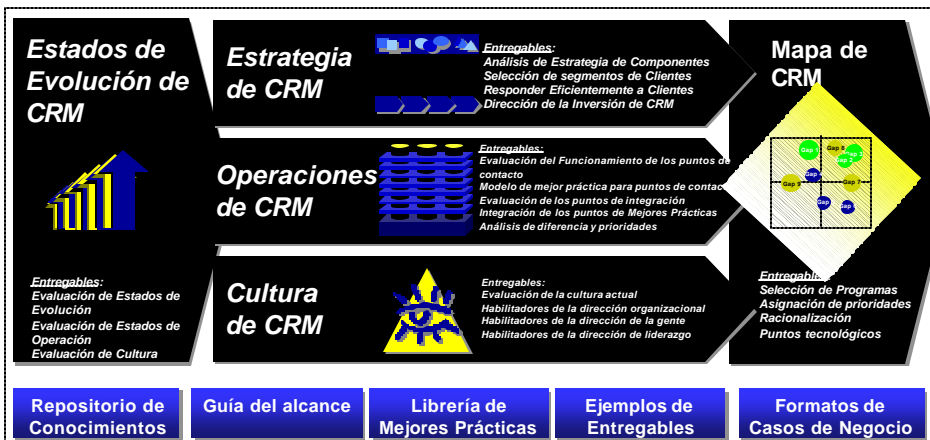 Estados de
Evolución de
CRM
Entregables:
Evaluación de Estados de
Evolución
Evaluación de Estados de
Operación
Evaluación de Cultura
Estrategia
de CRM
Entregables:
Análisis de Estrategia de Componentes
Selección de segmentos de Clientes
Responder Eficientemente a Clientes
Dirección de la Inversión de CRM
Operaciones
de CRM
Entregables:
Evaluación del Funcionamiento de los puntos de
contacto
Modelo de mejor práctica para puntos de contac
Evaluación de los puntos de integración
Integración de los puntos de Mejores Prácticas
Análisis de diferencia y prioridades
Cultura
de CRM
Entregables:
Evaluación de la cultura actual
Habilitadores de la dirección organizacional
Habilitadores de la dirección de la gente
Habilitadores de la dirección de liderazgo
Mapa de
CRM
Gap 1
Gap 8
Gap 2
Gap 9
Gap 7
Gap
Gap
Entregables:
Selección de Programas
Asignación de prioridades
Racionalización
Puntos tecnológicos
Repositorio de
Conocimientos
Guía del alcance
Librería de
Mejores Prácticas
Ejemplos de
Entregables
Formatos de
Casos de Negocio